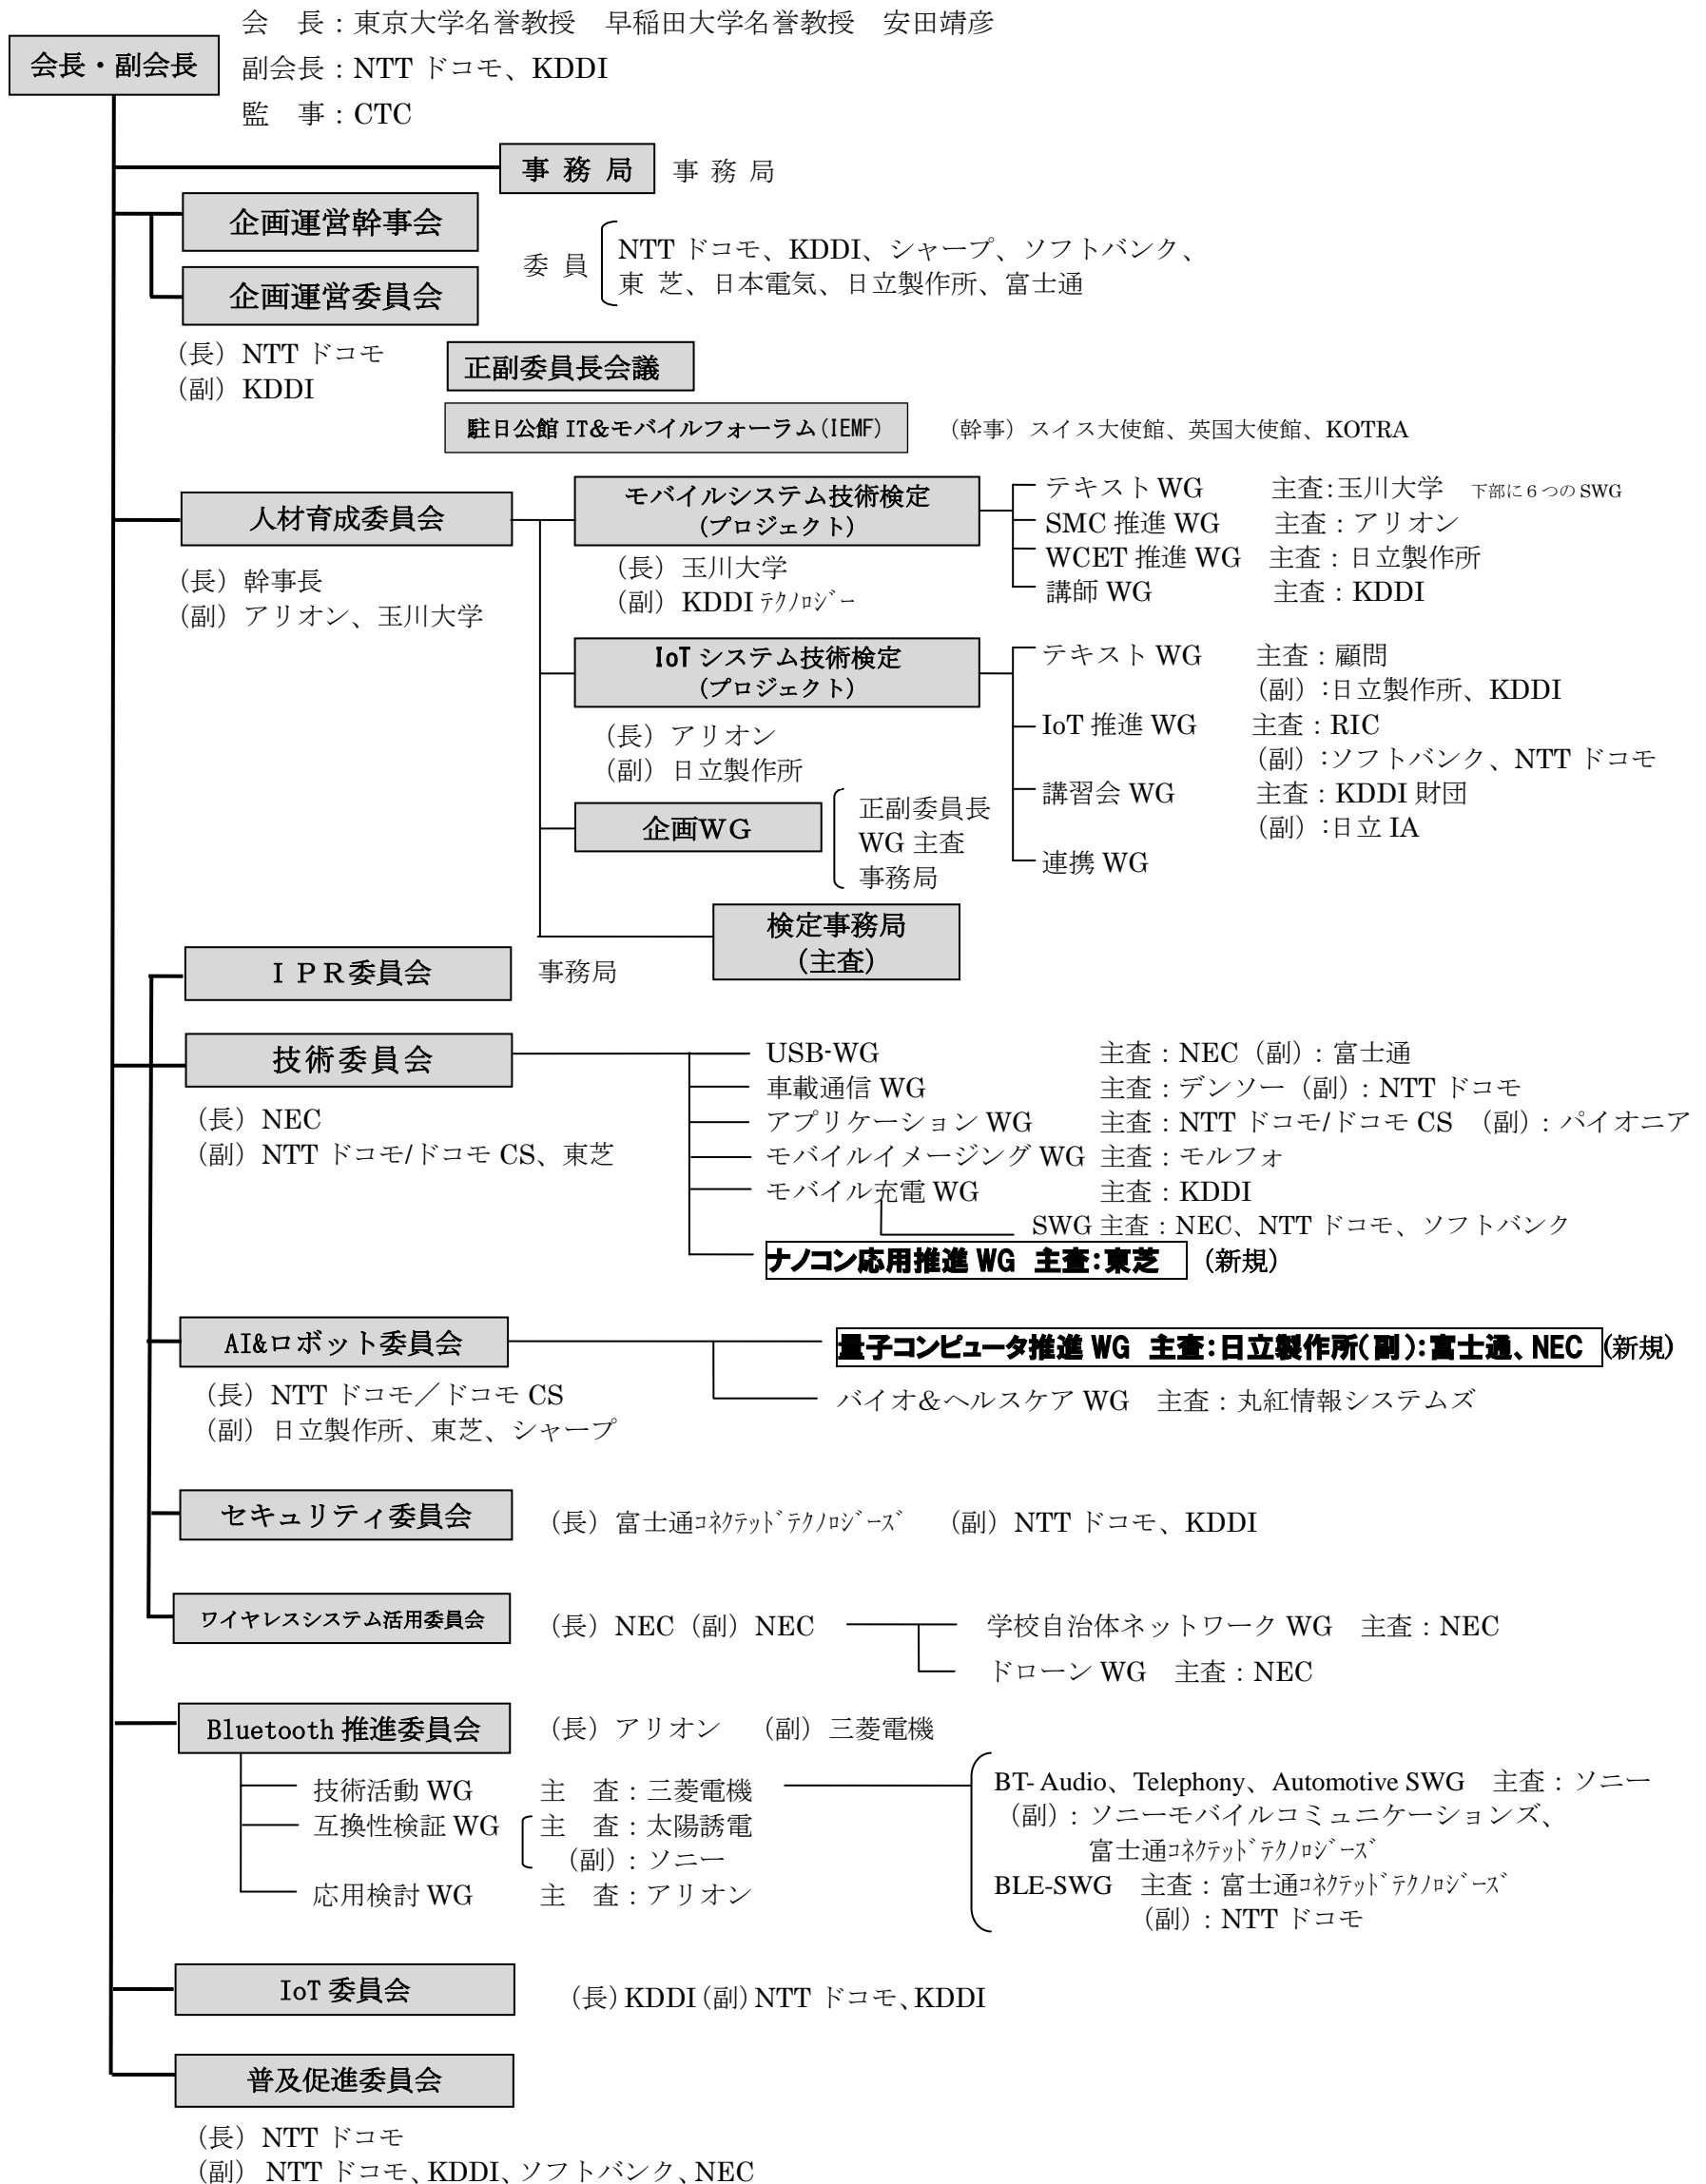 会　長：東京大学名誉教授　早稲田大学名誉教授　安田靖彦
会長・副会長
副会長：NTT ドコモ、KDDI
監　事：CTC
事 務 局　事 務 局
企画運営幹事会
委 員
NTT ドコモ、KDDI、シャープ、ソフトバンク、
東 芝、日本電気、日立製作所、富士通
企画運営委員会
（長）NTT ドコモ
（副）KDDI
正副委員長会議
駐日公館 IT&モバイルフォーラム(IEMF)　（幹事）スイス大使館、英国大使館、KOTRA
人材育成委員会
（長）幹事長
（副）アリオン、玉川大学
モバイルシステム技術検定
(プロジェクト)
（長）玉川大学
（副）KDDI ﾃｸﾉﾛｼﾞｰ
テキスト WG　主査：玉川大学　下部に６つの SWG
SMC 推進 WG　主査：アリオン
WCET 推進 WG　主査：日立製作所
講師 WG　主査：KDDI
IoT システム技術検定
(プロジェクト)
（長）アリオン
（副）日立製作所
テキスト WG　主査：顧問
（副）：日立製作所、KDDI
IoT 推進 WG　主査：RIC
（副）：ソフトバンク、NTT ドコモ
講習会 WG　主査：KDDI 財団
（副）：日立 IA
連携 WG
企画WG
正副委員長
WG 主査
事務局
検定事務局
(主査)
ＩＰＲ委員会　事務局
技術委員会
（長）NEC
（副）NTT ドコモ/ドコモ CS、東芝
USB-WG　主査：NEC（副）：富士通
車載通信 WG　主査：デンソー（副）：NTT ドコモ
アプリケーション WG　主査：NTT ドコモ/ドコモ CS　（副）：パイオニア
モバイルイメージング WG　主査：モルフォ
モバイル充電 WG　主査：KDDI
SWG 主査：NEC、NTT ドコモ、ソフトバンク
ナノコン応用推進 WG　主査：東芝　（新規）
AI&ロボット委員会
（長）NTT ドコモ／ドコモ CS
（副）日立製作所、東芝、シャープ
量子コンピュータ推進 WG　主査：日立製作所（副）：富士通、NEC　(新規)
バイオ&ヘルスケア WG　主査：丸紅情報システムズ
セキュリティ委員会　（長）富士通ｺﾈｸﾃｯﾄﾞﾃｸﾉﾛｼﾞｰｽﾞ　（副）NTT ドコモ、KDDI
ワイヤレスシステム活用委員会　（長）NEC（副）NEC
学校自治体ネットワーク WG　主査：NEC
ドローン WG　主査：NEC
Bluetooth 推進委員会　（長）アリオン　（副）三菱電機
技術活動 WG　主　査：三菱電機
互換性検証 WG　主　査：太陽誘電
（副）：ソニー
応用検討 WG　主　査：アリオン
BT- Audio、Telephony、Automotive SWG　主査：ソニー
（副）：ソニーモバイルコミュニケーションズ、
富士通ｺﾈｸﾃｯﾄﾞﾃｸﾉﾛｼﾞｰｽﾞ
BLE-SWG　主査：富士通ｺﾈｸﾃｯﾄﾞﾃｸﾉﾛｼﾞｰｽﾞ
（副）：NTT ドコモ
IoT 委員会　（長）KDDI（副）NTT ドコモ、KDDI
普及促進委員会
（長）NTT ドコモ
（副）NTT ドコモ、KDDI、ソフトバンク、NEC